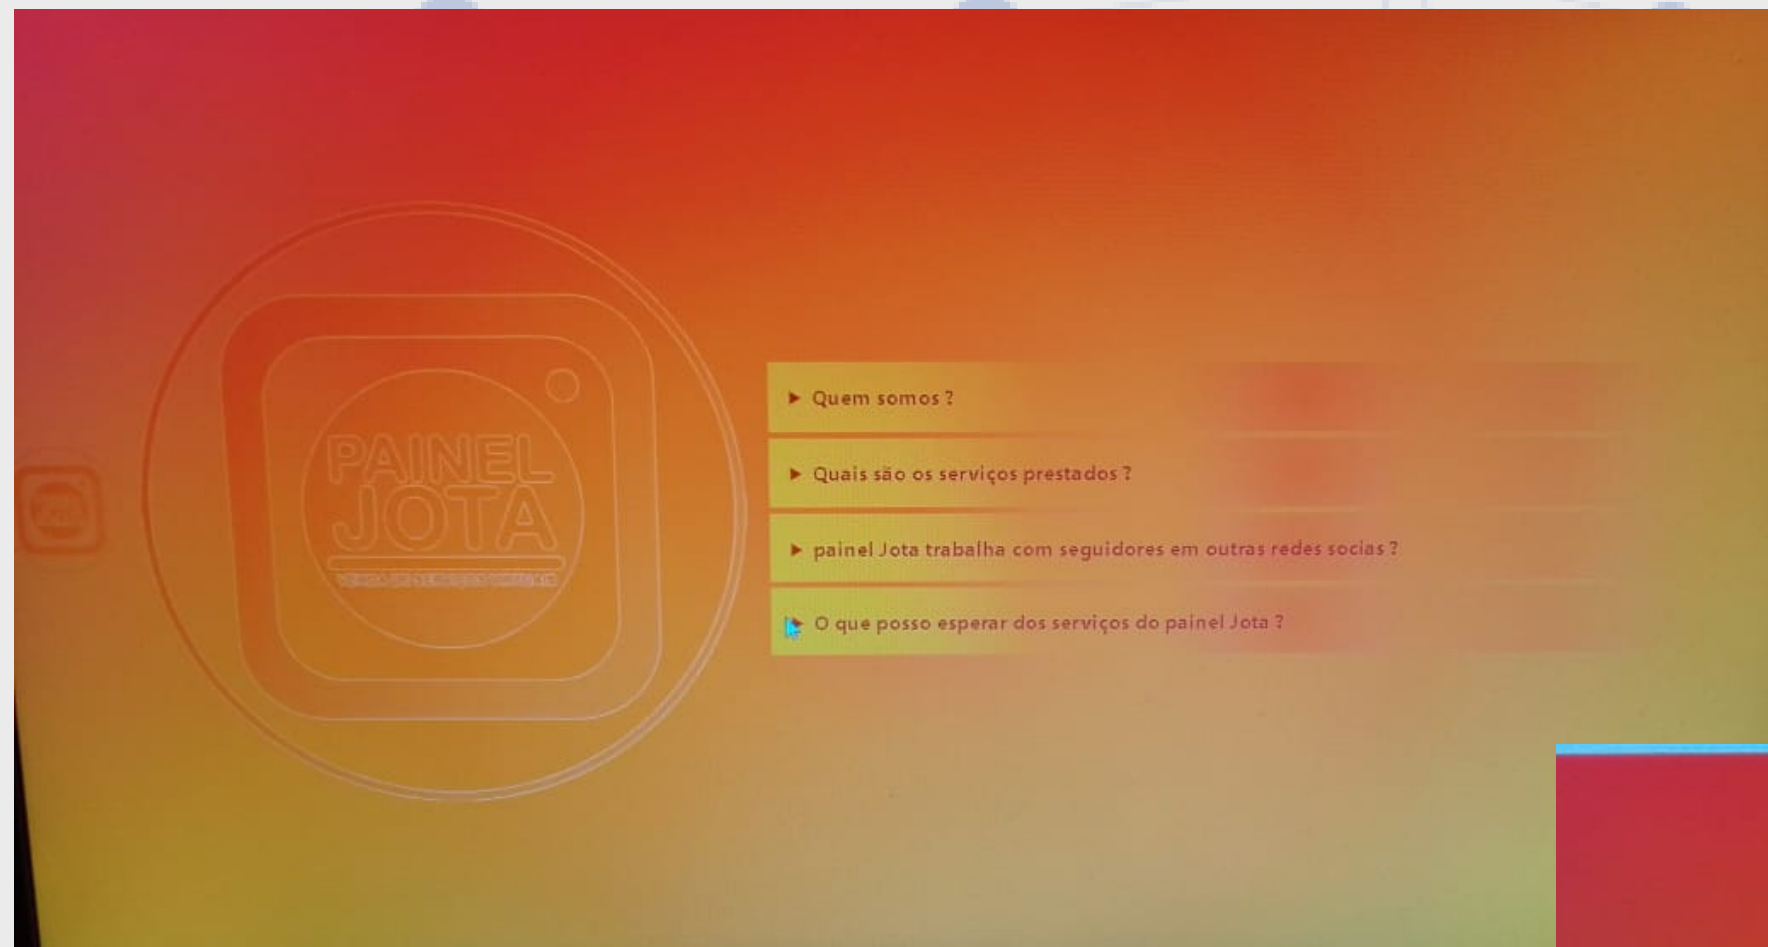 PAINEL
JOTA
Quem somos ?
Quais são os serviços prestados ?
painel Jota trabalha com seguidores em outras redes socias ?
O que posso esperar dos serviços do painel Jota ?